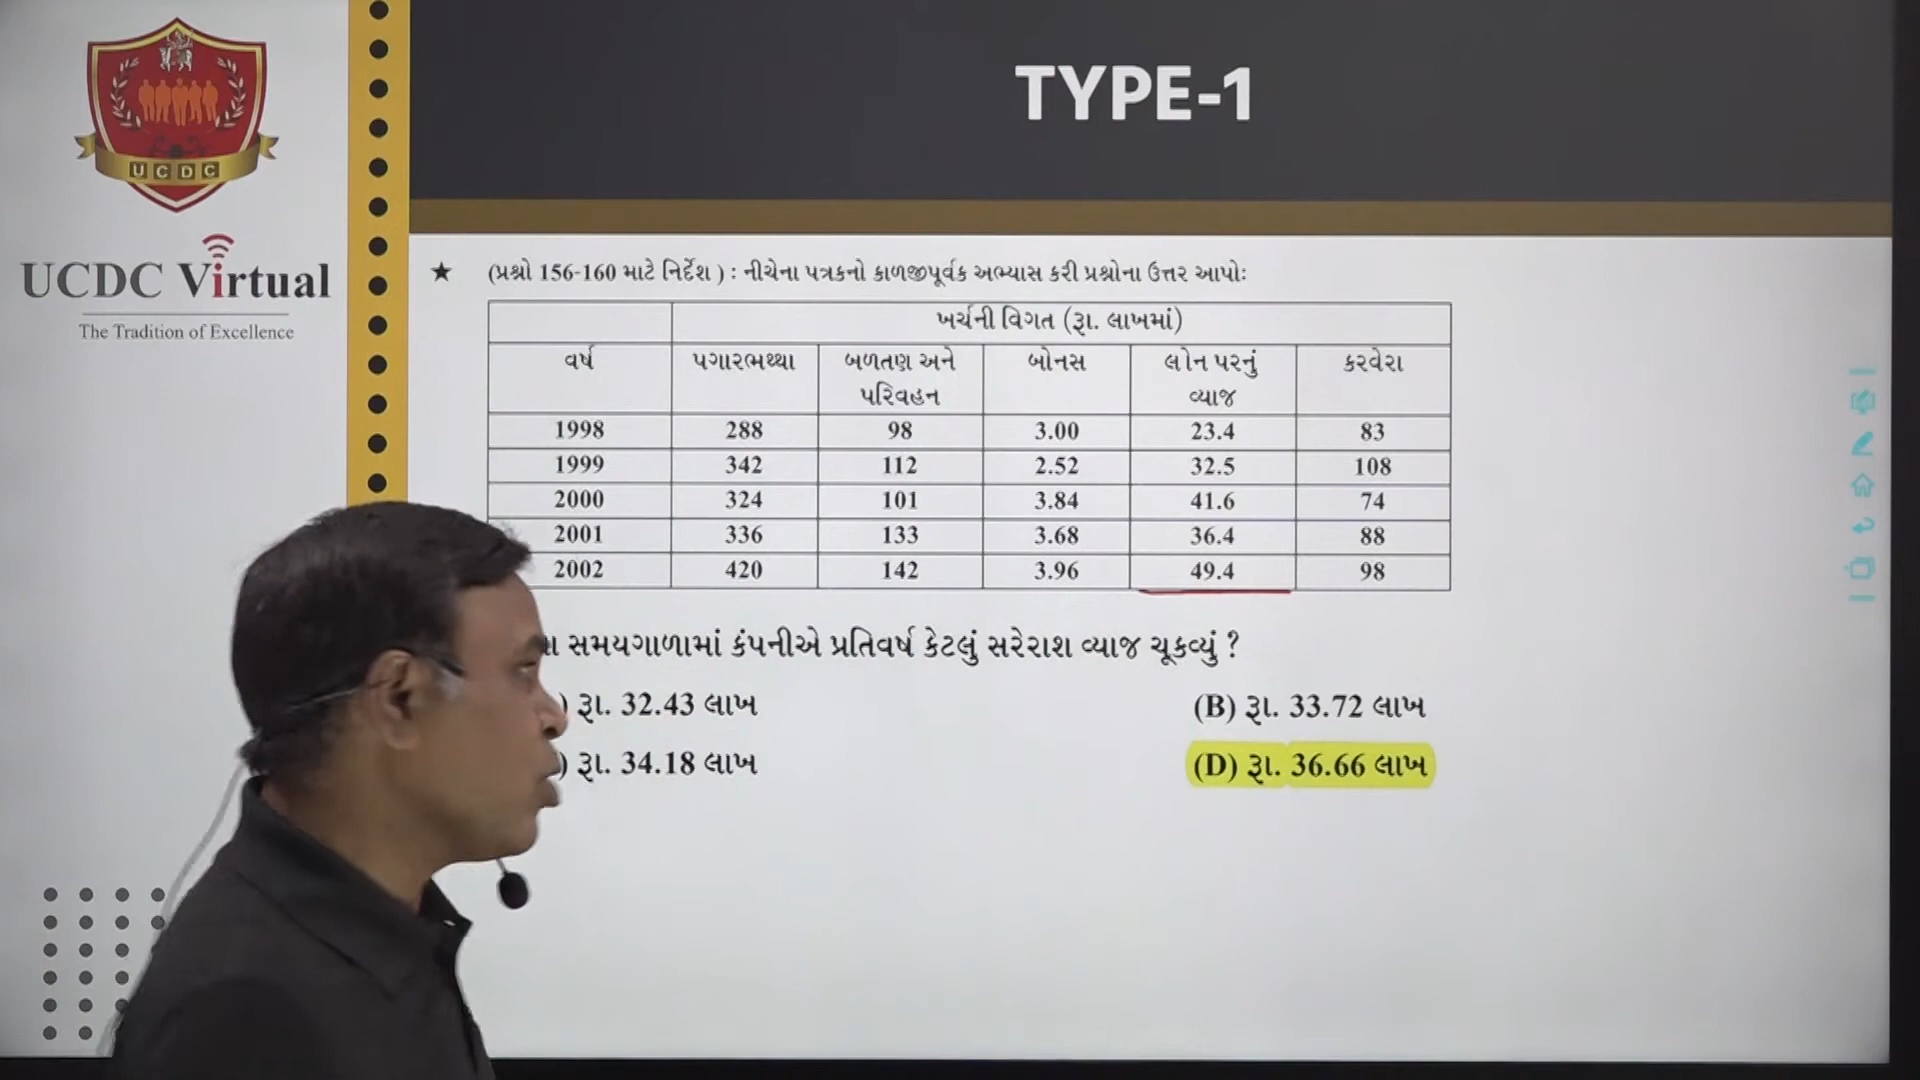 UCDC
UCDC Virtual
The Tradition of Excellence
TYPE-1
★ (પ્રશ્નો 156-160 માટે નિર્દેશ ) : નીચેના પત્રકનો કાળજીપૂર્વક અભ્યાસ કરી પ્રશ્નોના ઉત્તર આપોઃ
ખર્ચની વિગત (રૂા. લાખમાં)
વર્ષ પગારભથ્થા બળતણ અને બોનસ લોન પરનું કરવેરા
પરિવહન વ્યાજ
1998 288 98 3.00 23.4 83
1999 342 112 2.52 32.5 108
2000 324 101 3.84 41.6 74
2001 336 133 3.68 36.4 88
2002 420 142 3.96 49.4 98
સમયગાળામાં કંપનીએ પ્રતિવર્ષ કેટલું સરેરાશ વ્યાજ ચૂકવ્યું ?
) રૂા. 32.43 લાખ (B) રૂા. 33.72 લાખ
) રૂા. 34.18 લાખ (D) રૂા. 36.66 લાખ